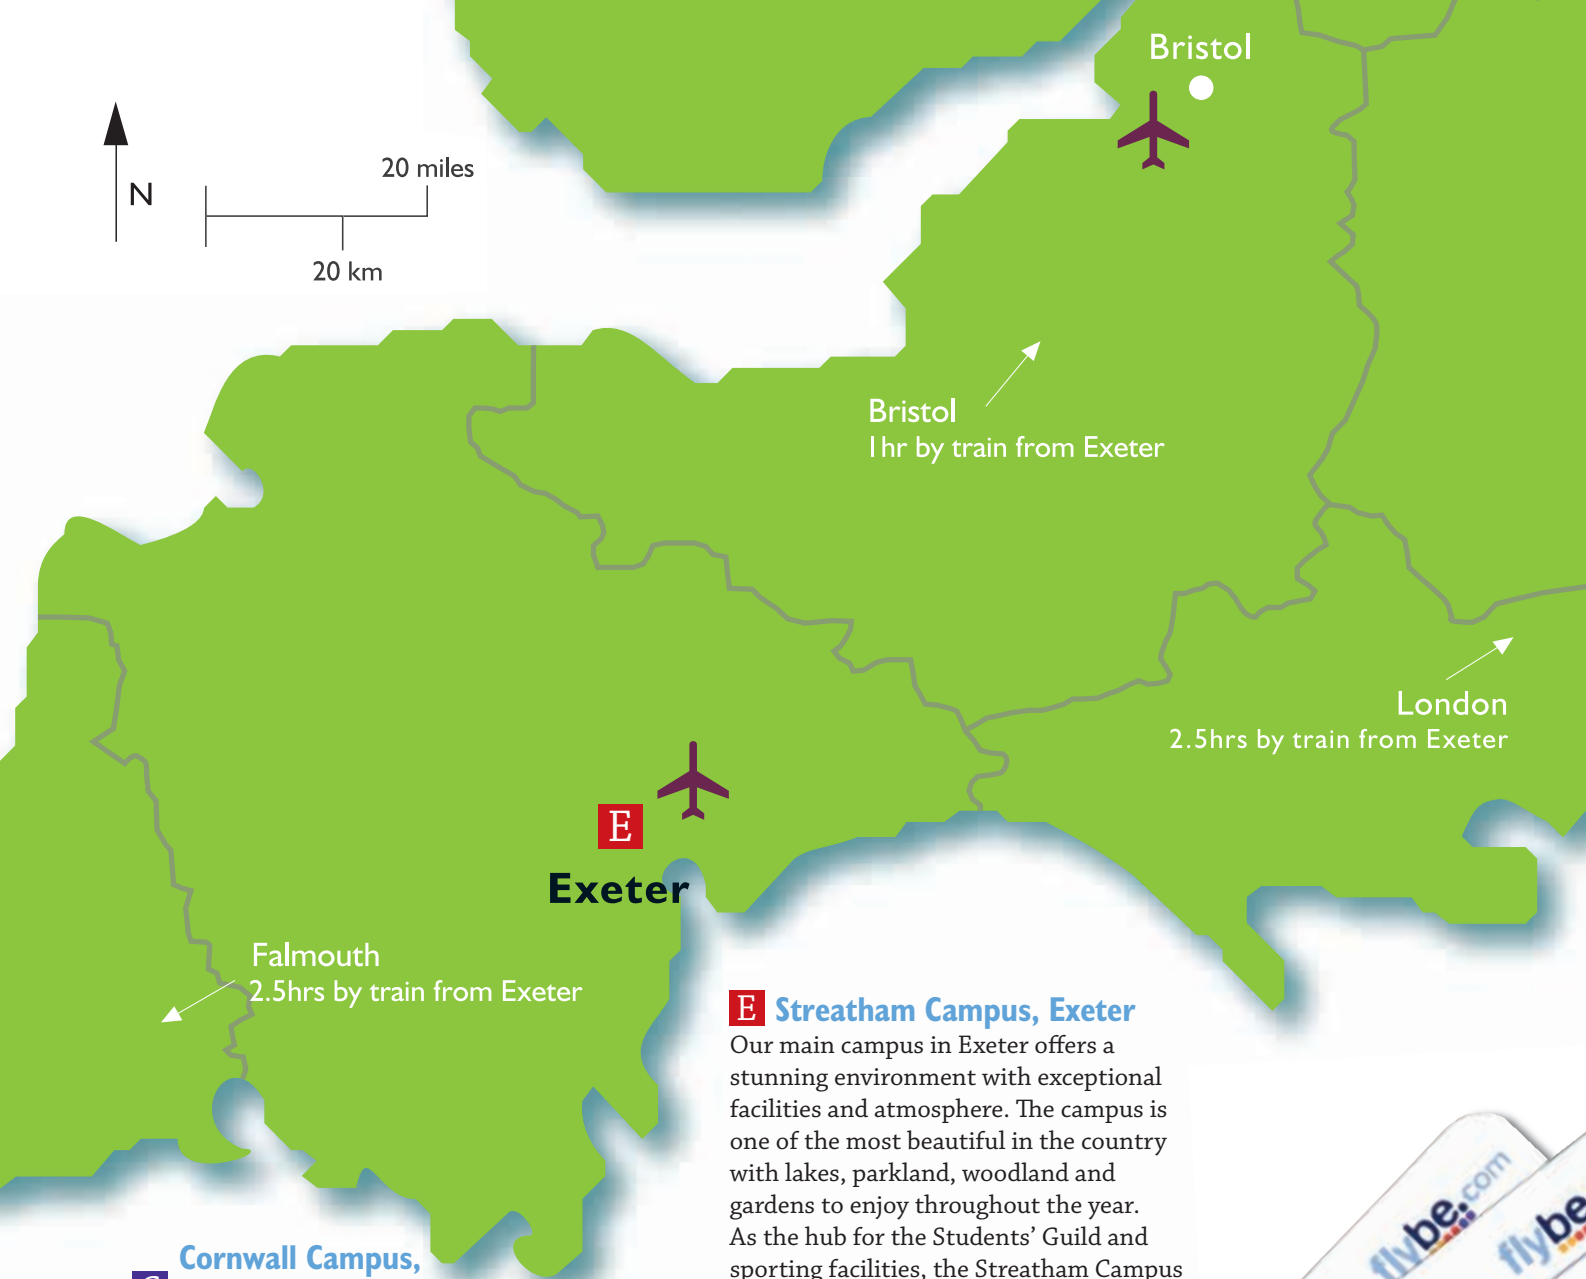 Bristol
N
20 miles
20 km
Bristol
1hr by train from Exeter
London
2.5hrs by train from Exeter
E
Exeter
Falmouth
2.5hrs by train from Exeter
E Streatham Campus, Exeter
Our main campus in Exeter offers a
stunning environment with exceptional
facilities and atmosphere. The campus is
one of the most beautiful in the country
with lakes, parkland, woodland and
gardens to enjoy throughout the year.
As the hub for the Students’ Guild and
sporting facilities, the Streatham Campus
Cornwall Campus,
flybe.com
flybe